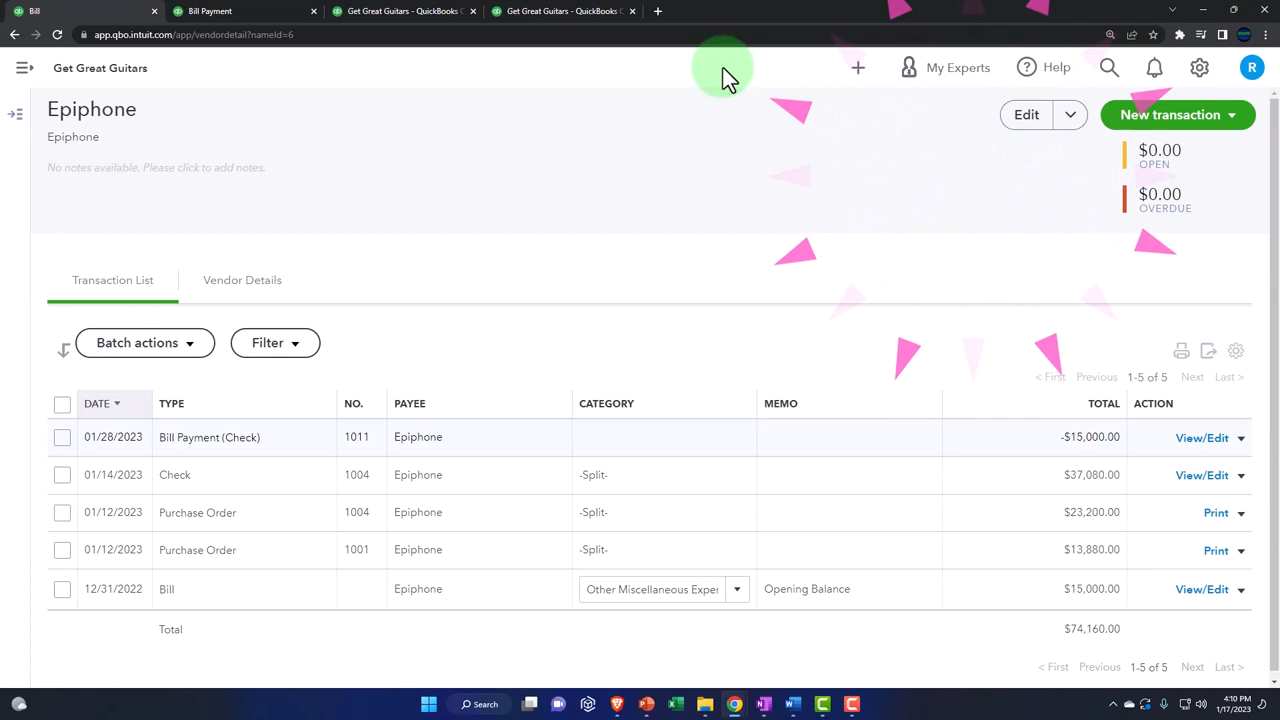 Bill
Bill Payment
Get Great Guitars - QuickBooks C
Get Great Guitars - QuickBooks C
app.qbo.intuit.com/app/vendordetail?nameId=6
Get Great Guitars
My Experts
Help
R
Epiphone
Epiphone
No notes available. Please click to add notes.
Edit
New transaction
$0.00
OPEN
$0.00
OVERDUE
Transaction List
Vendor Details
Batch actions
Filter
< First Previous 1-5 of 5 Next Last >
DATE TYPE NO. PAYEE CATEGORY MEMO TOTAL ACTION
01/28/2023 Bill Payment (Check) 1011 Epiphone -$15,000.00 View/Edit
01/14/2023 Check 1004 Epiphone -Split- $37,080.00 View/Edit
01/12/2023 Purchase Order 1004 Epiphone -Split- $23,200.00 Print
01/12/2023 Purchase Order 1001 Epiphone -Split- $13,880.00 Print
12/31/2022 Bill Epiphone Other Miscellaneous Exper Opening Balance $15,000.00 View/Edit
Total $74,160.00
< First Previous 1-5 of 5 Next Last >
Search
4:10 PM
1/17/2023